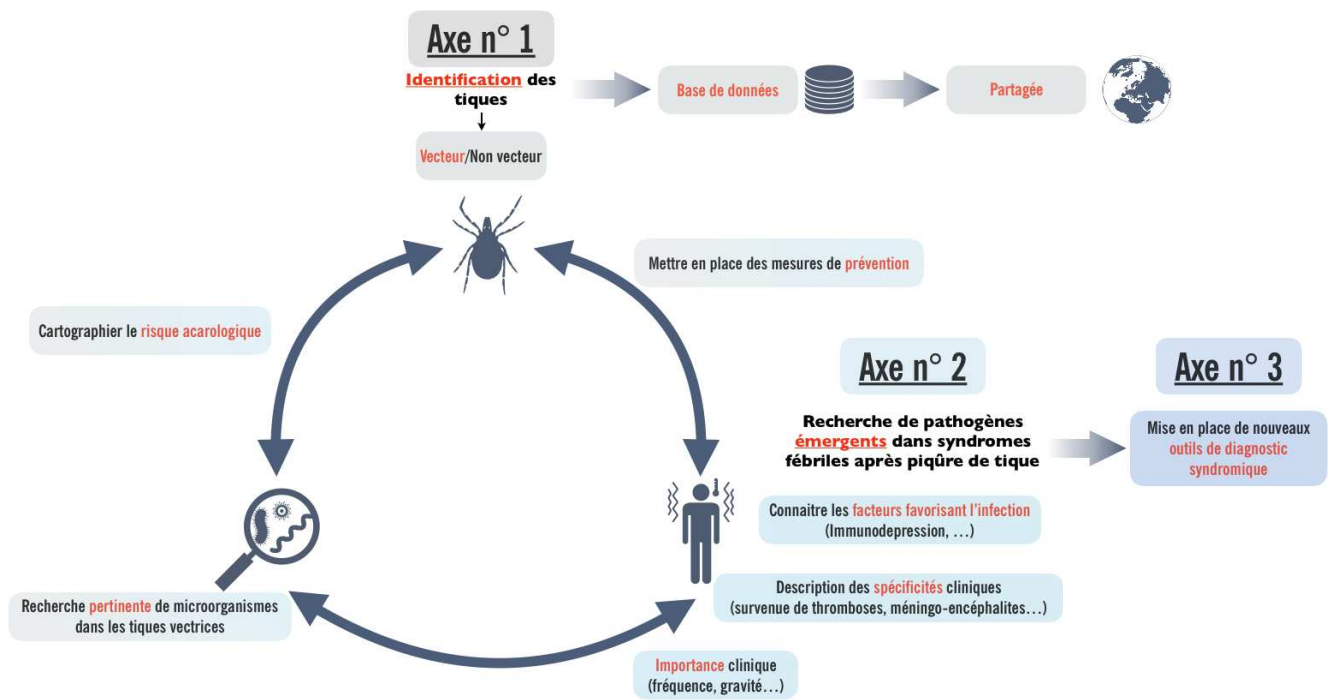 Axe n° 1
Identification des
tiques
Base de données
Partagée
Vecteur/Non vecteur
Mettre en place des mesures de prévention
Cartographier le risque acarologique
Axe n° 2
Recherche de pathogènes
émergents dans syndromes
fébriles après piqûre de tique
Axe n° 3
Mise en place de nouveaux
outils de diagnostic
syndromique
Connaitre les facteurs favorisant l'infection
(Immunodepression, …)
Description des spécificités cliniques
(survenue de thromboses, méningo-encéphalites…)
Recherche pertinente de microorganismes
dans les tiques vectrices
Importance clinique
(fréquence, gravité…)